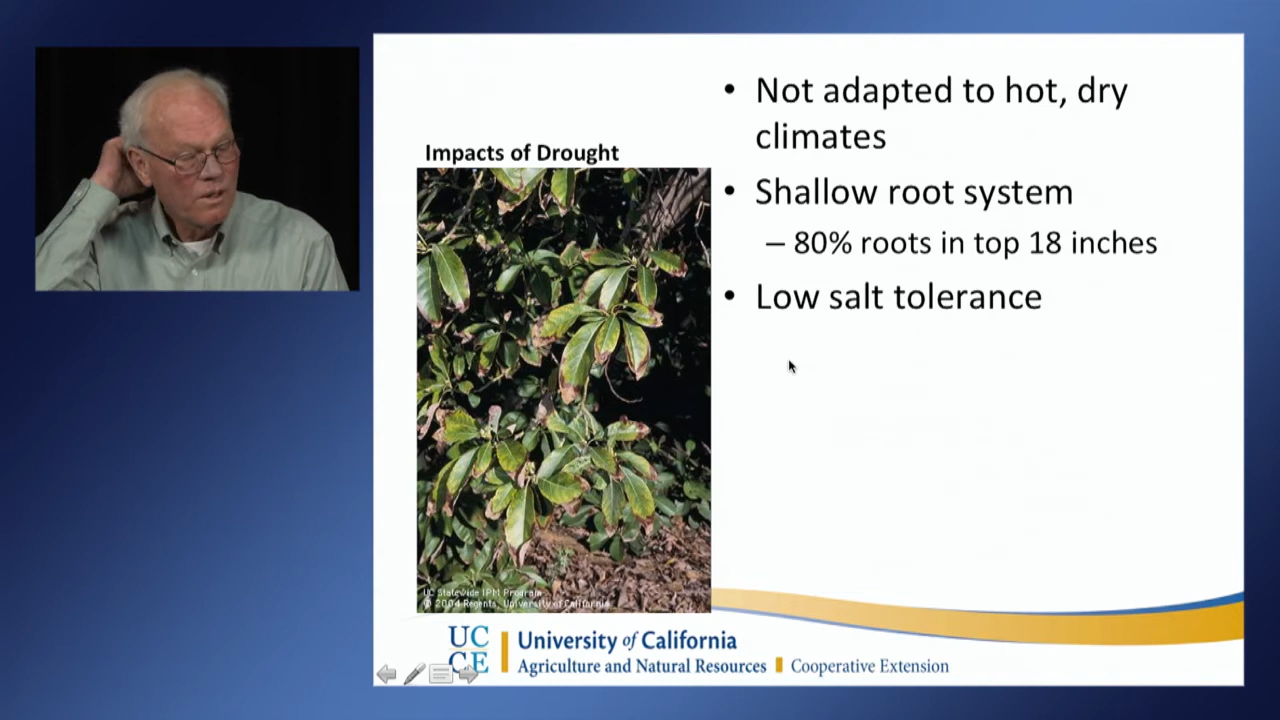 Impacts of Drought
• Not adapted to hot, dry
climates
• Shallow root system
– 80% roots in top 18 inches
• Low salt tolerance
UC Statewide IPM Program
© 2004 Regents, University of California
UC
CE
University of California
Agriculture and Natural Resources
Cooperative Extension